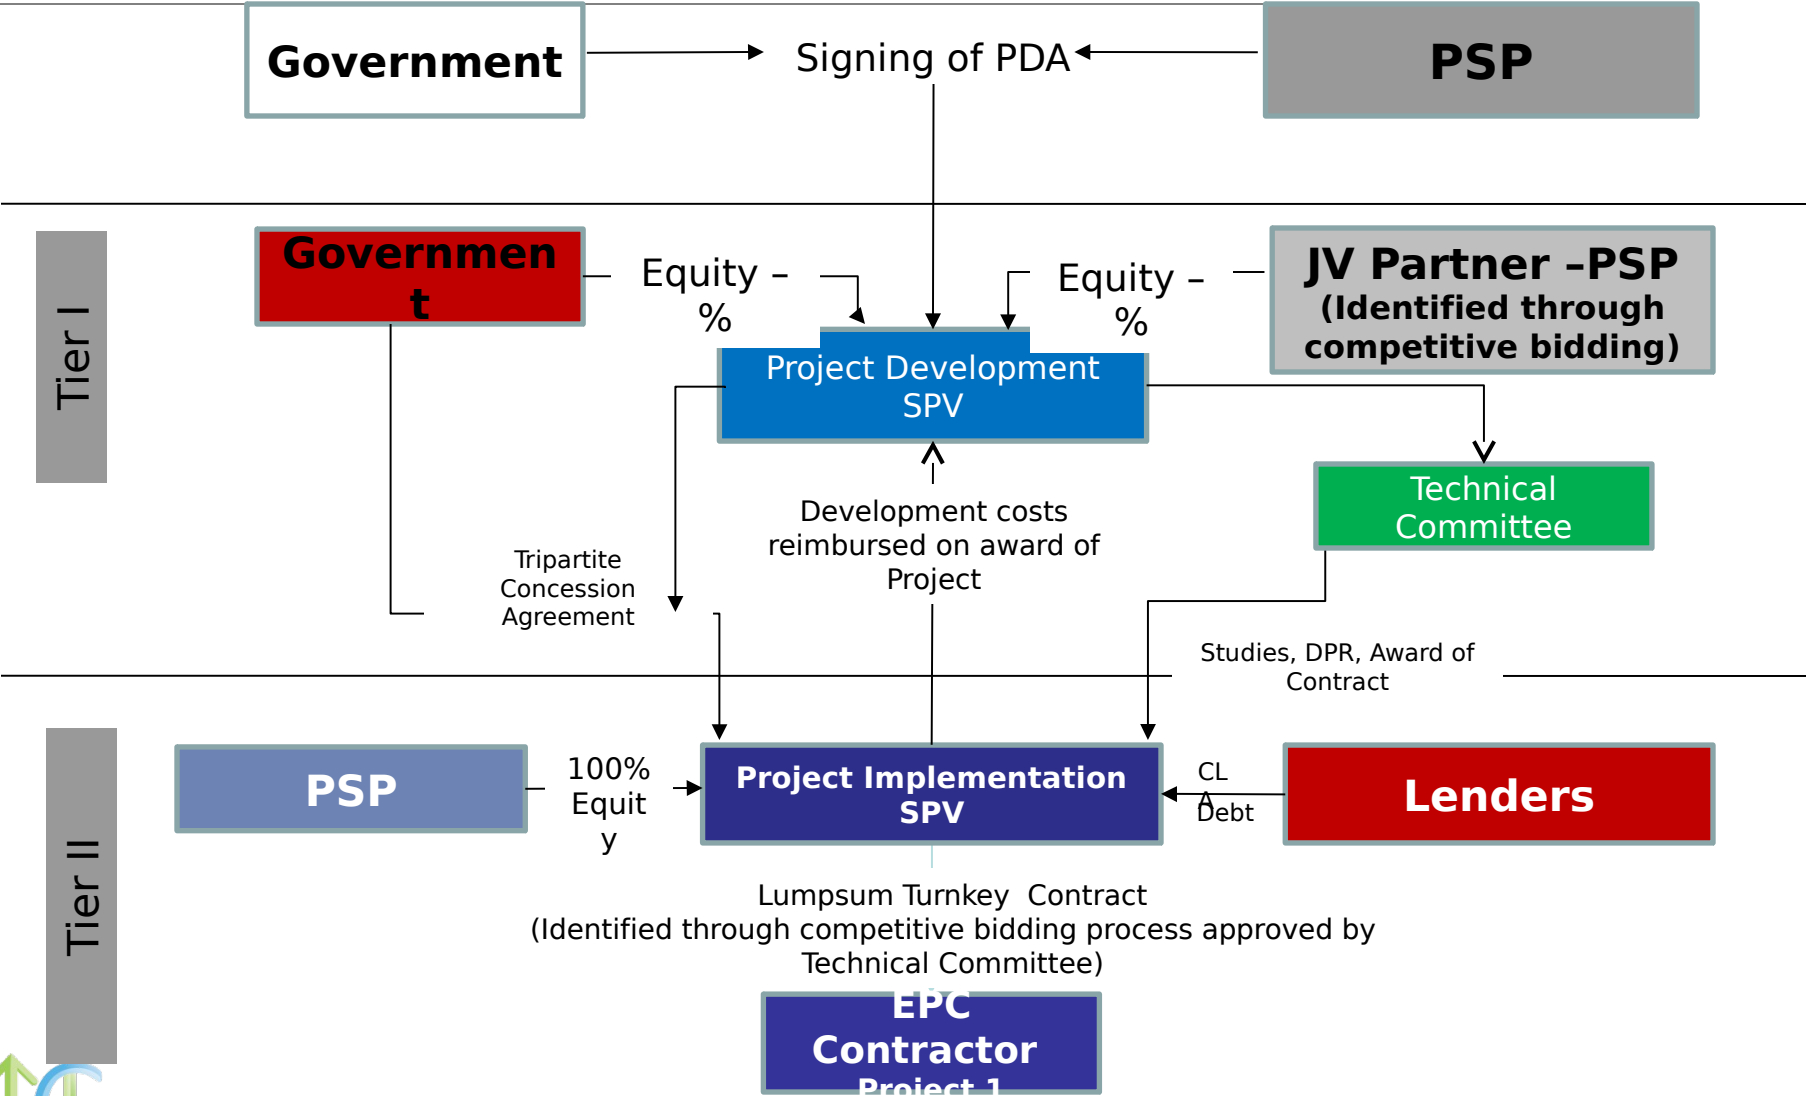 Government
Signing of PDA
PSP
Tier I
Governmen
t
Equity –
%
Equity –
%
JV Partner –PSP
(Identified through
competitive bidding)
Project Development
SPV
Technical
Committee
Development costs
reimbursed on award of
Project
Tripartite
Concession
Agreement
Studies, DPR, Award of
Contract
Tier II
PSP
100%
Equit
y
Project Implementation
SPV
CL
A
Debt
Lenders
Lumpsum Turnkey  Contract
(Identified through competitive bidding process approved by
Technical Committee)
EPC
Contractor
Project 1